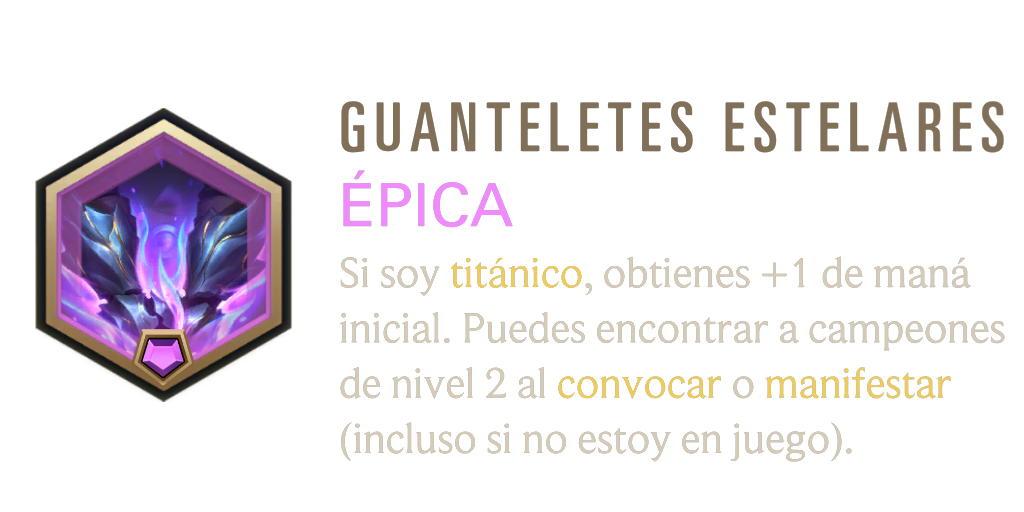 GUANTELETES ESTELARES
ÉPICA
Si soy titánico, obtienes +1 de maná
inicial. Puedes encontrar a campeones
de nivel 2 al convocar o manifestar
(incluso si no estoy en juego).